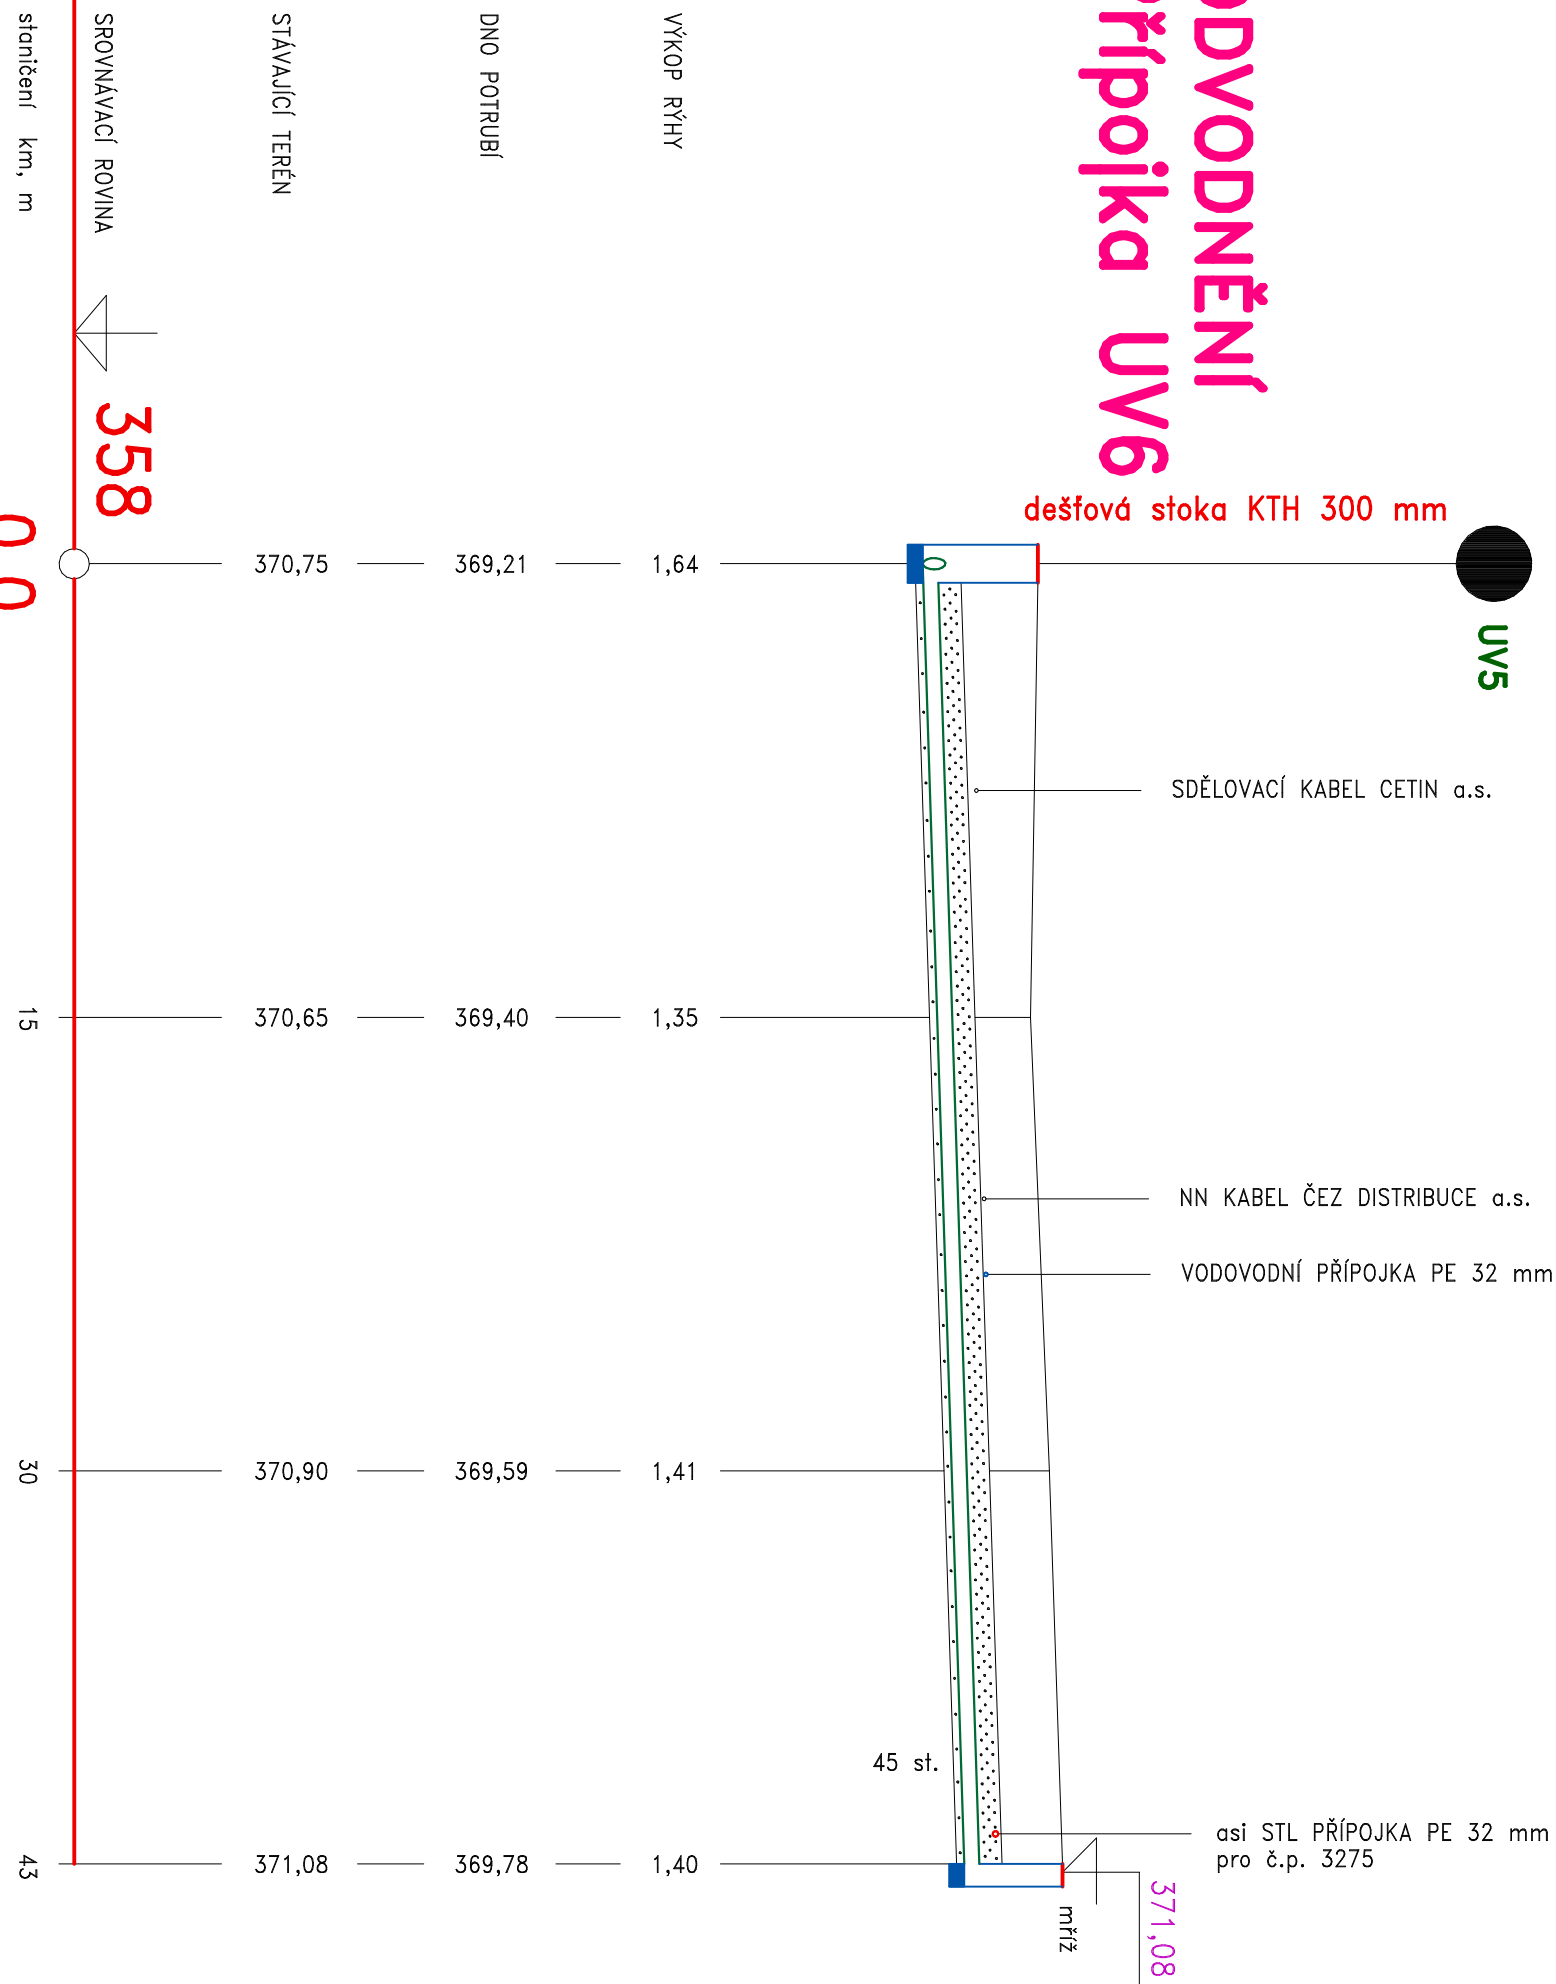 ODVODNĚNÍ
přípojka UV6
VÝKOP RÝHY
DNO POTRUBÍ
STÁVAJÍCÍ TERÉN
SROVNÁVACÍ ROVINA
staničení km, m
358
0,0
dešťová stoka KTH 300 mm
UV5
370,75 369,21 1,64
SDĚLOVACÍ KABEL CETIN a.s.
15 370,65 369,40 1,35
NN KABEL ČEZ DISTRIBUCE a.s.
VODOVODNÍ PŘÍPOJKA PE 32 mm
30 370,90 369,59 1,41
45 st.
asi STL PŘÍPOJKA PE 32 mm
pro č.p. 3275
43 371,08 369,78 1,40
371,08
mříž